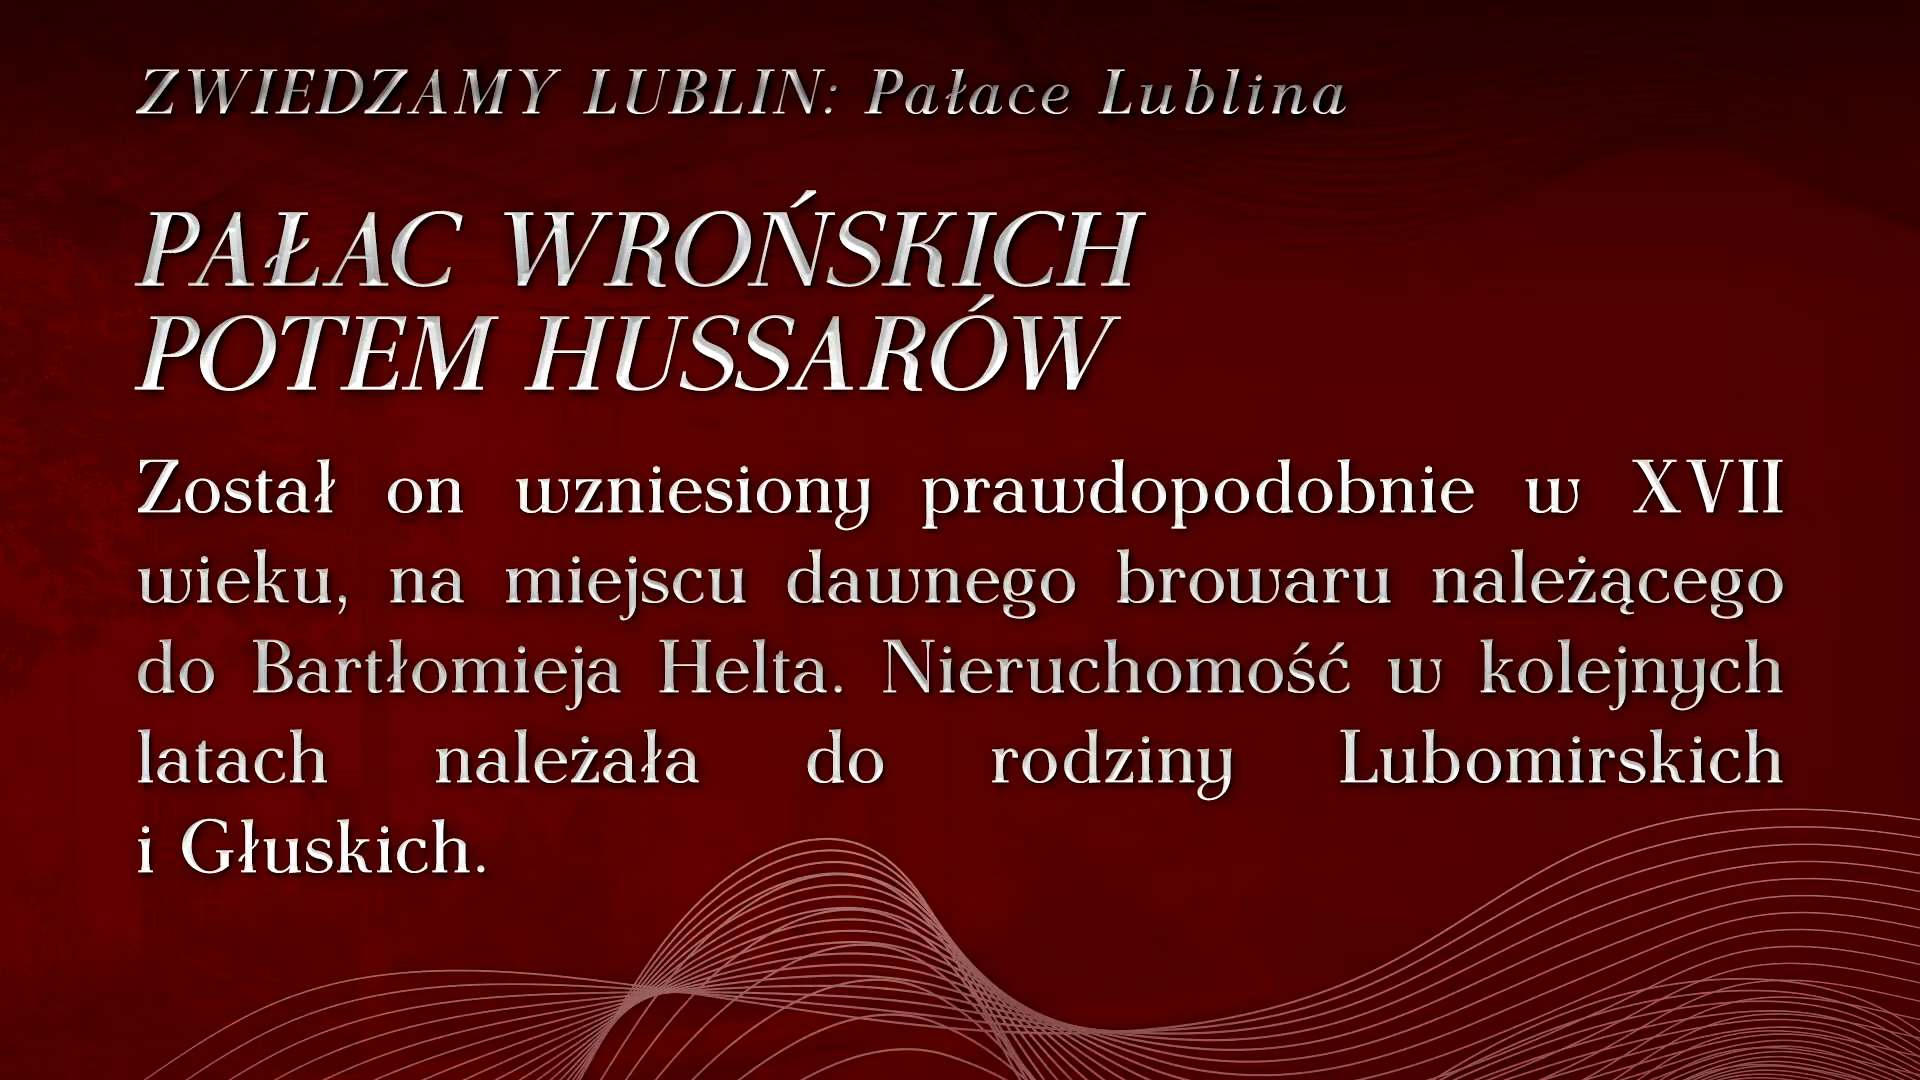 ZWIEDZAMY LUBLIN: Pałace Lublina
PAŁAC WROŃSKICH
POTEM HUSSARÓW
Został on wzniesiony prawdopodobnie w XVII
wieku, na miejscu dawnego browaru należącego
do Bartłomieja Helta. Nieruchomość w kolejnych
latach należała do rodziny Lubomirskich
i Głuskich.